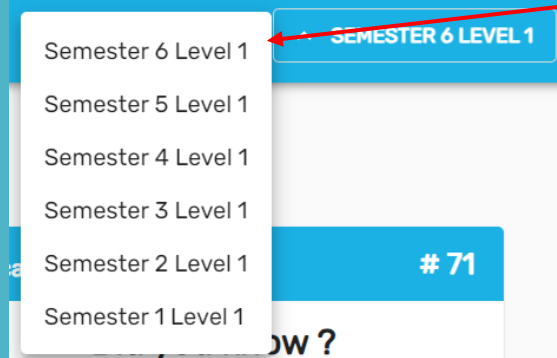 Semester 6 Level 1
SEMESTER 6 LEVEL 1
Semester 5 Level 1
Semester 4 Level 1
Semester 3 Level 1
Semester 2 Level 1
# 71
Semester 1 Level 1
?